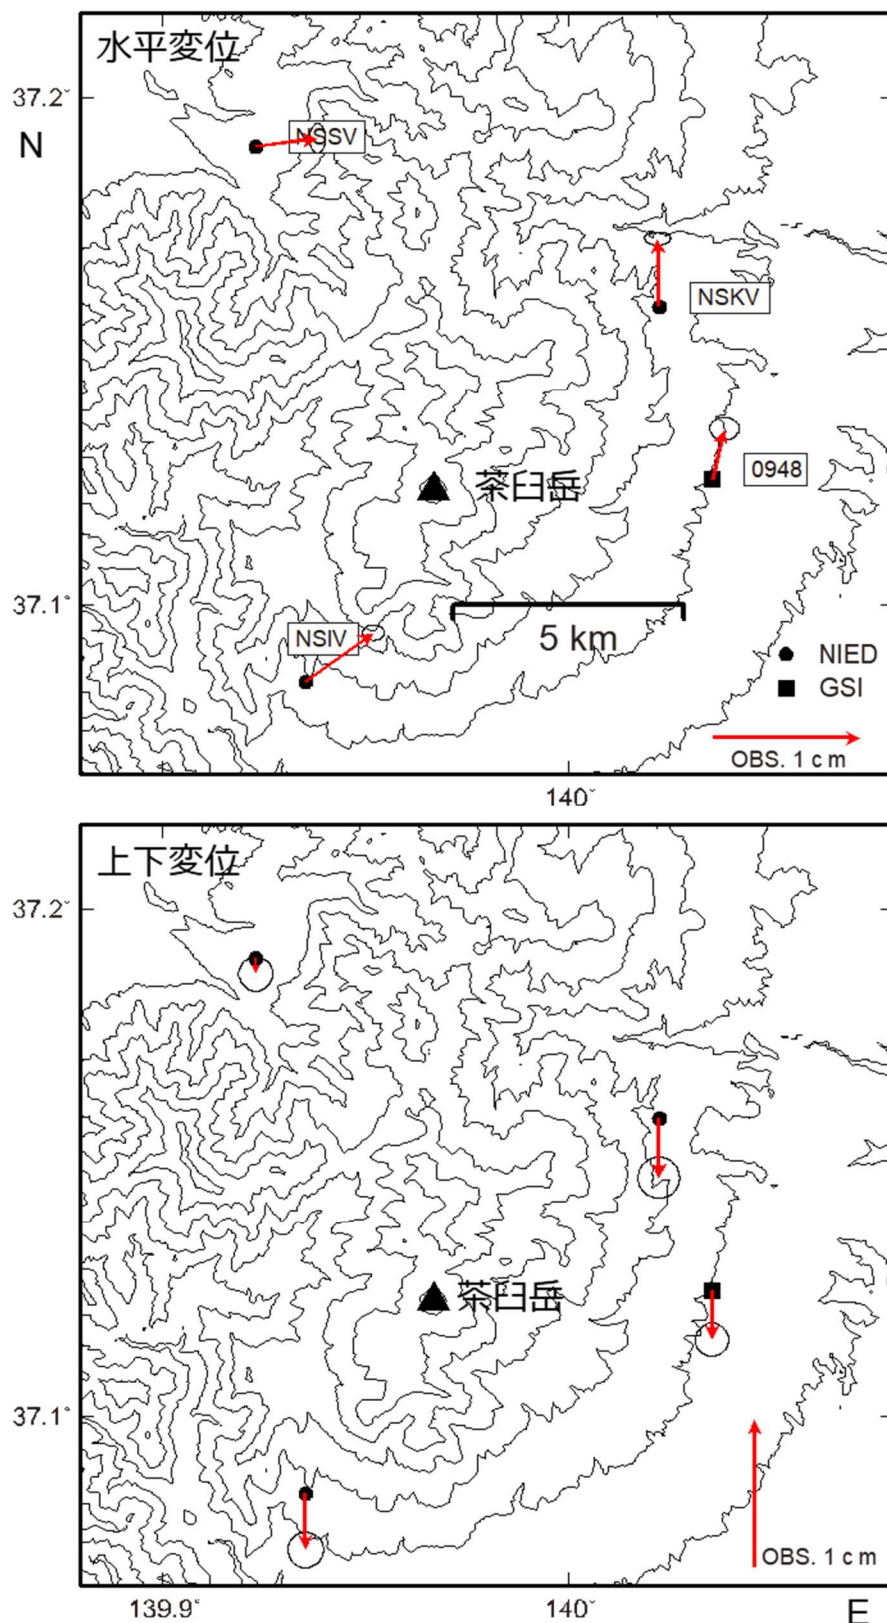 水平変位
37.2°
N
NSSV
NSKV
茶臼岳
0948
37.1°
NSIV
5 km
NIED
GSI
OBS. 1 c m
140°
上下変位
37.2°
茶臼岳
37.1°
OBS. 1 c m
139.9°
140°
E